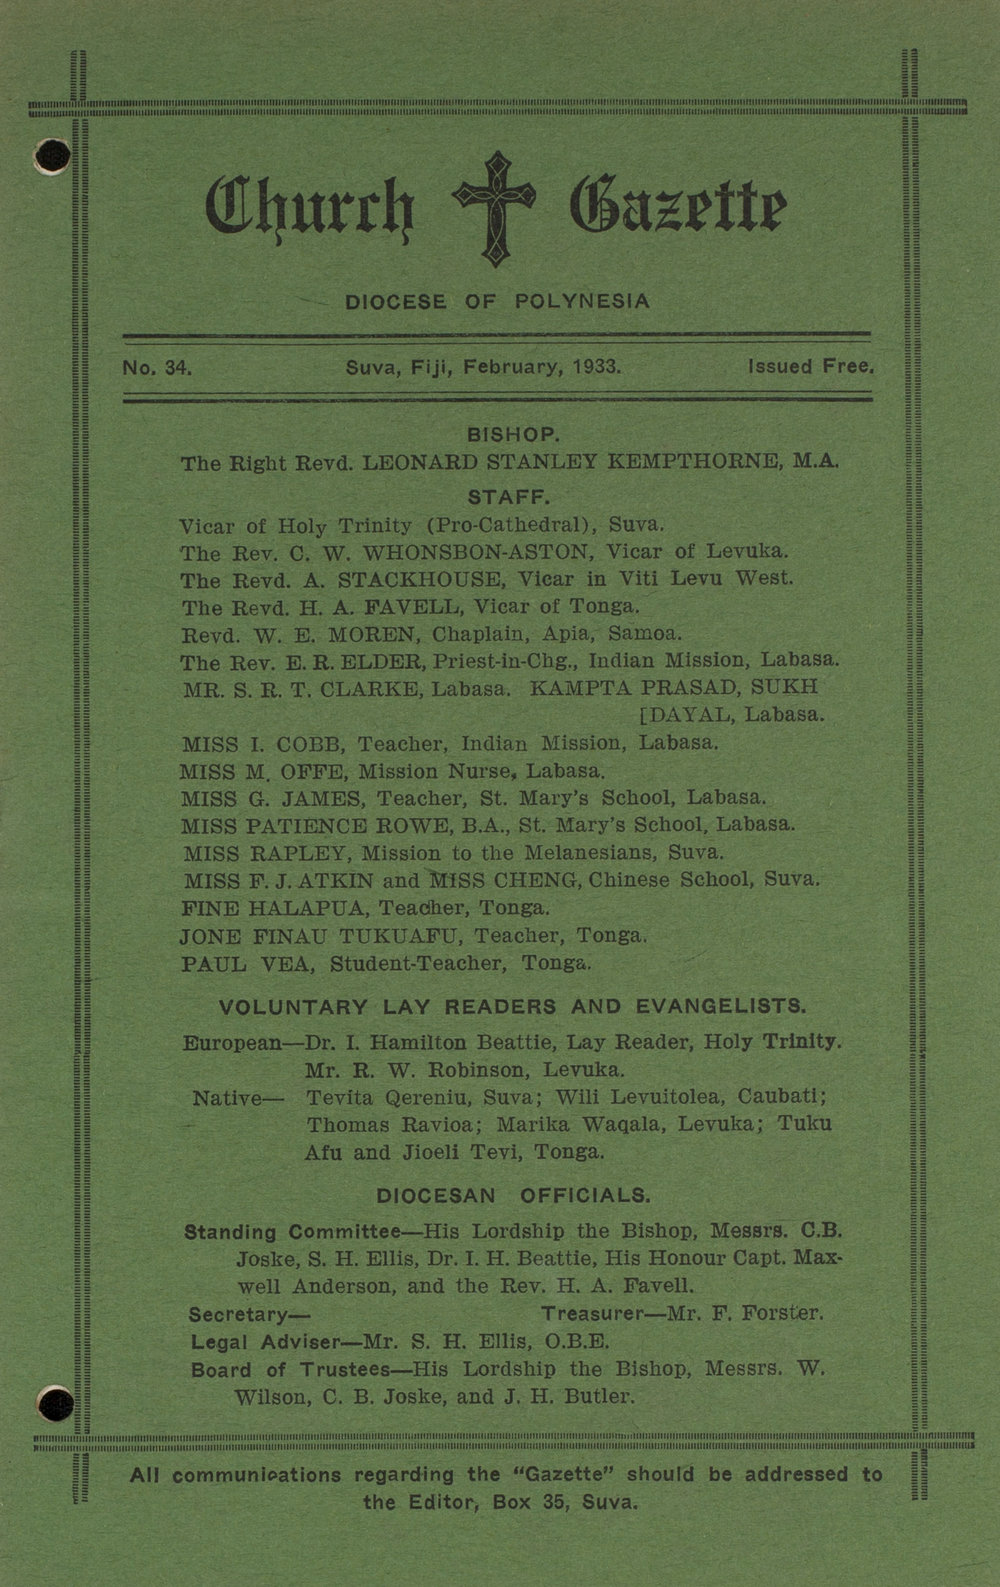 Church Gazette
DIOCESE OF POLYNESIA
No. 34. Suva, Fiji, February, 1933. Issued Free.
BISHOP.
The Right Revd. LEONARD STANLEY KEMPTHORNE, M.A.
STAFF.
Vicar of Holy Trinity (Pro-Cathedral), Suva.
The Rev. C. W. WHONSBON-ASTON, Vicar of Levuka.
The Revd. A. STACKHOUSE, Vicar in Viti Levu West.
The Revd. H. A. FAVELL, Vicar of Tonga.
Revd. W. E. MOREN, Chaplain, Apia, Samoa.
The Rev. E. R. ELDER, Priest-in-Chg., Indian Mission, Labasa.
MR. S. R. T. CLARKE, Labasa. KAMPTA PRASAD, SUKH
[DAYAL, Labasa.
MISS I. COBB, Teacher, Indian Mission, Labasa.
MISS M. OFFE, Mission Nurse, Labasa.
MISS G. JAMES, Teacher, St. Mary's School, Labasa.
MISS PATIENCE ROWE, B.A., St. Mary's School, Labasa.
MISS RAPLEY, Mission to the Melanesians, Suva.
MISS F. J. ATKIN and MISS CHENG, Chinese School, Suva.
FINE HALAPUA, Teacher, Tonga.
JONE FINAU TUKUAFU, Teacher, Tonga.
PAUL VEA, Student-Teacher, Tonga.
VOLUNTARY LAY READERS AND EVANGELISTS.
European—Dr. I. Hamilton Beattie, Lay Reader, Holy Trinity.
Mr. R. W. Robinson, Levuka.
Native— Tevita Qereniu, Suva; Wili Levuitolea, Caubati;
Thomas Ravioa; Marika Waqala, Levuka; Tuku
Afu and Jioeli Tevi, Tonga.
DIOCESAN OFFICIALS.
Standing Committee—His Lordship the Bishop, Messrs. C.B.
Joske, S. H. Ellis, Dr. I. H. Beattie, His Honour Capt. Max-
well Anderson, and the Rev. H. A. Favell.
Secretary— Treasurer—Mr. F. Forster.
Legal Adviser—Mr. S. H. Ellis, O.B.E.
Board of Trustees—His Lordship the Bishop, Messrs. W.
Wilson, C. B. Joske, and J. H. Butler.
All communications regarding the "Gazette" should be addressed to
the Editor, Box 35, Suva.